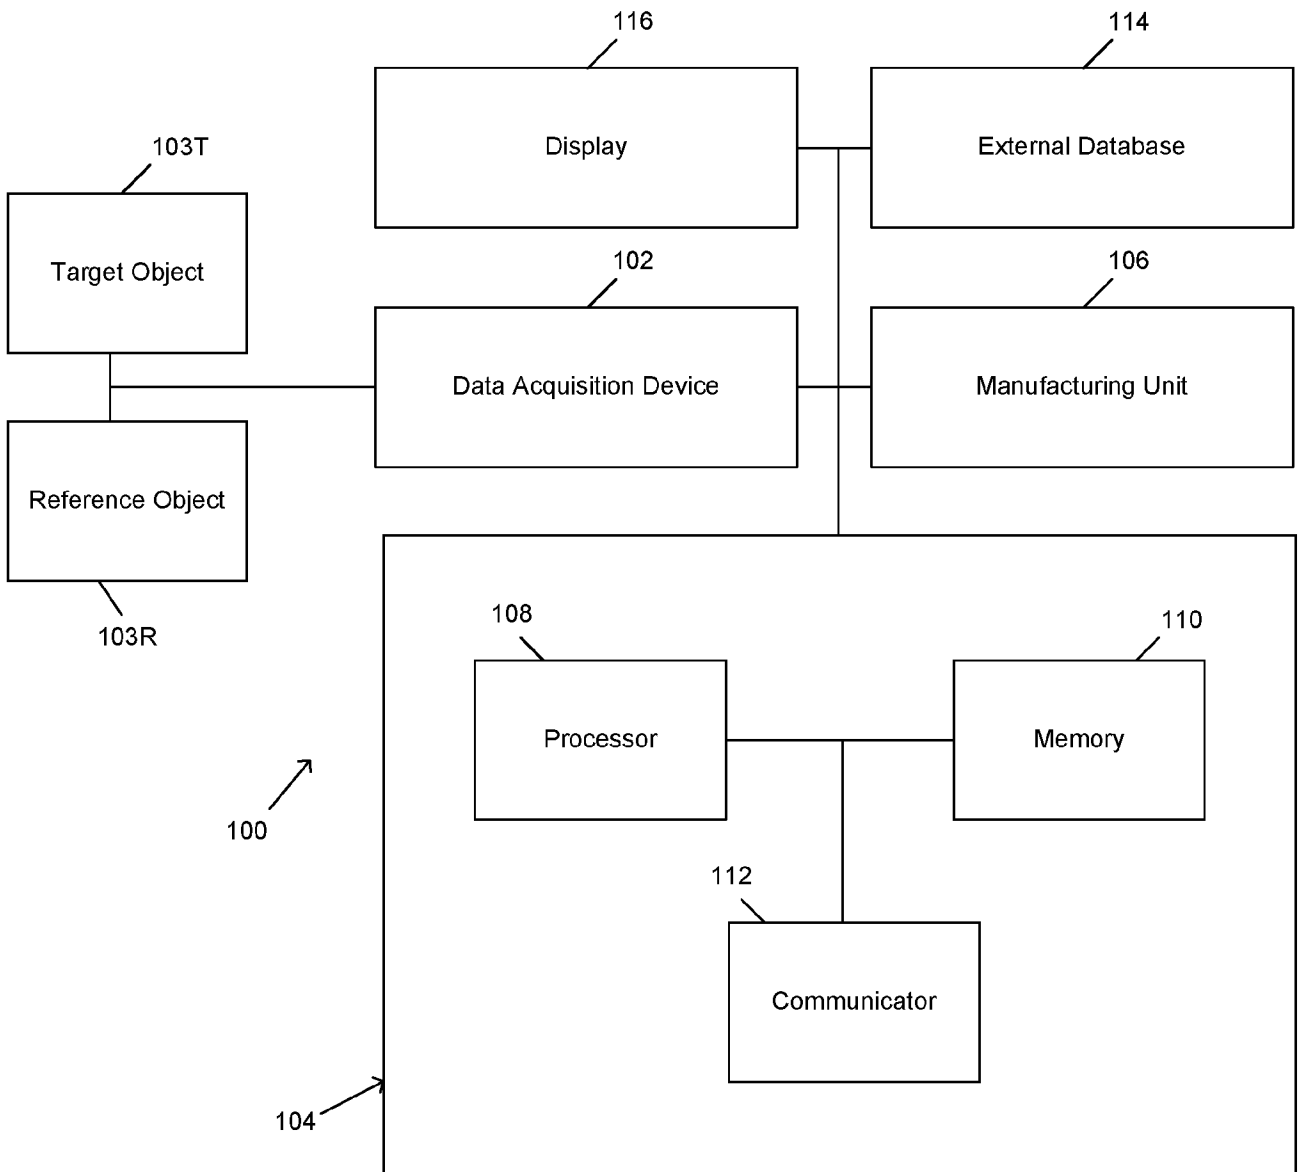 116
114
Display
External Database
103T
Target Object
102
106
Data Acquisition Device
Manufacturing Unit
Reference Object
103R
108
110
Processor
Memory
100
112
Communicator
104